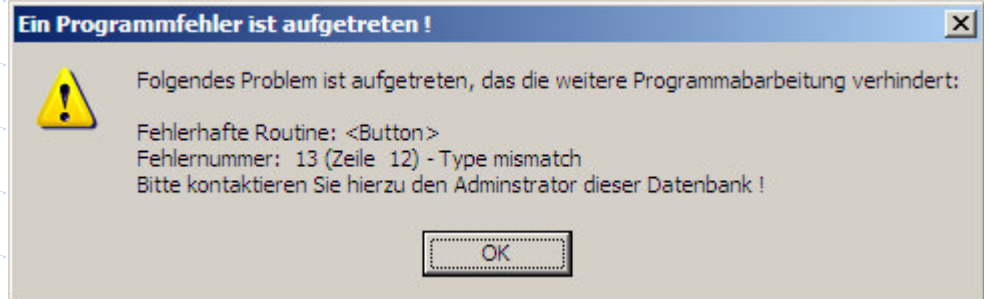 Ein Programmfehler ist aufgetreten !
Folgendes Problem ist aufgetreten, das die weitere Programmabarbeitung verhindert:
Fehlerhafte Routine: <Button>
Fehlernummer:  13 (Zeile  12) - Type mismatch
Bitte kontaktieren Sie hierzu den Adminstrator dieser Datenbank !
OK